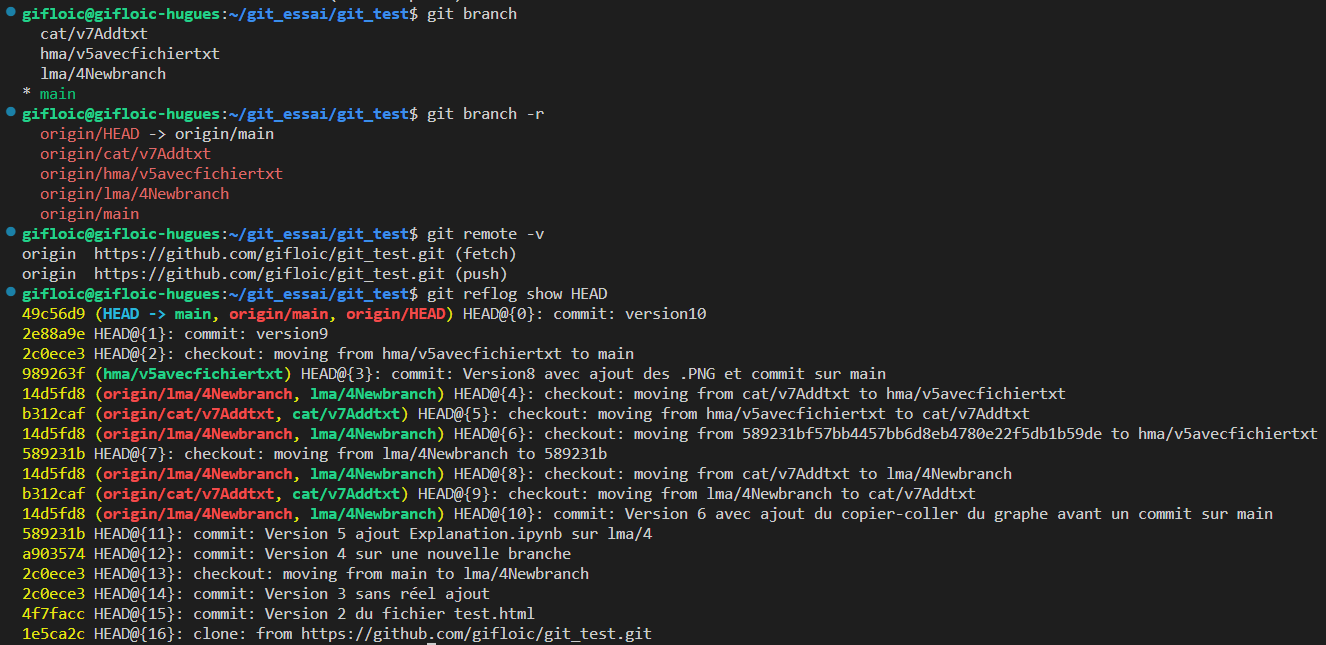 gifloic@gifloic-hugues:~/git_essai/git_test$ git branch
cat/v7Addtxt
hma/v5avecfichiertxt
lma/4Newbranch
* main
gifloic@gifloic-hugues:~/git_essai/git_test$ git branch -r
origin/HEAD -> origin/main
origin/cat/v7Addtxt
origin/hma/v5avecfichiertxt
origin/lma/4Newbranch
origin/main
gifloic@gifloic-hugues:~/git_essai/git_test$ git remote -v
origin  https://github.com/gifloic/git_test.git (fetch)
origin  https://github.com/gifloic/git_test.git (push)
gifloic@gifloic-hugues:~/git_essai/git_test$ git reflog show HEAD
49c56d9 (HEAD -> main, origin/main, origin/HEAD) HEAD@{0}: commit: version10
2e88a9e HEAD@{1}: commit: version9
2c0ece3 HEAD@{2}: checkout: moving from hma/v5avecfichiertxt to main
989263f (hma/v5avecfichiertxt) HEAD@{3}: commit: Version8 avec ajout des .PNG et commit sur main
14d5fd8 (origin/lma/4Newbranch, lma/4Newbranch) HEAD@{4}: checkout: moving from cat/v7Addtxt to hma/v5avecfichiertxt
b312caf (origin/cat/v7Addtxt, cat/v7Addtxt) HEAD@{5}: checkout: moving from hma/v5avecfichiertxt to cat/v7Addtxt
14d5fd8 (origin/lma/4Newbranch, lma/4Newbranch) HEAD@{6}: checkout: moving from 589231bf57bb4457bb6d8eb4780e22f5db1b59de to hma/v5avecfichiertxt
589231b HEAD@{7}: checkout: moving from lma/4Newbranch to 589231b
14d5fd8 (origin/lma/4Newbranch, lma/4Newbranch) HEAD@{8}: checkout: moving from cat/v7Addtxt to lma/4Newbranch
b312caf (origin/cat/v7Addtxt, cat/v7Addtxt) HEAD@{9}: checkout: moving from lma/4Newbranch to cat/v7Addtxt
14d5fd8 (origin/lma/4Newbranch, lma/4Newbranch) HEAD@{10}: commit: Version 6 avec ajout du copier-coller du graphe avant un commit sur main
589231b HEAD@{11}: commit: Version 5 ajout Explanation.ipynb sur lma/4
a903574 HEAD@{12}: commit: Version 4 sur une nouvelle branche
2c0ece3 HEAD@{13}: checkout: moving from main to lma/4Newbranch
2c0ece3 HEAD@{14}: commit: Version 3 sans réel ajout
4f7facc HEAD@{15}: commit: Version 2 du fichier test.html
1e5ca2c HEAD@{16}: clone: from https://github.com/gifloic/git_test.git